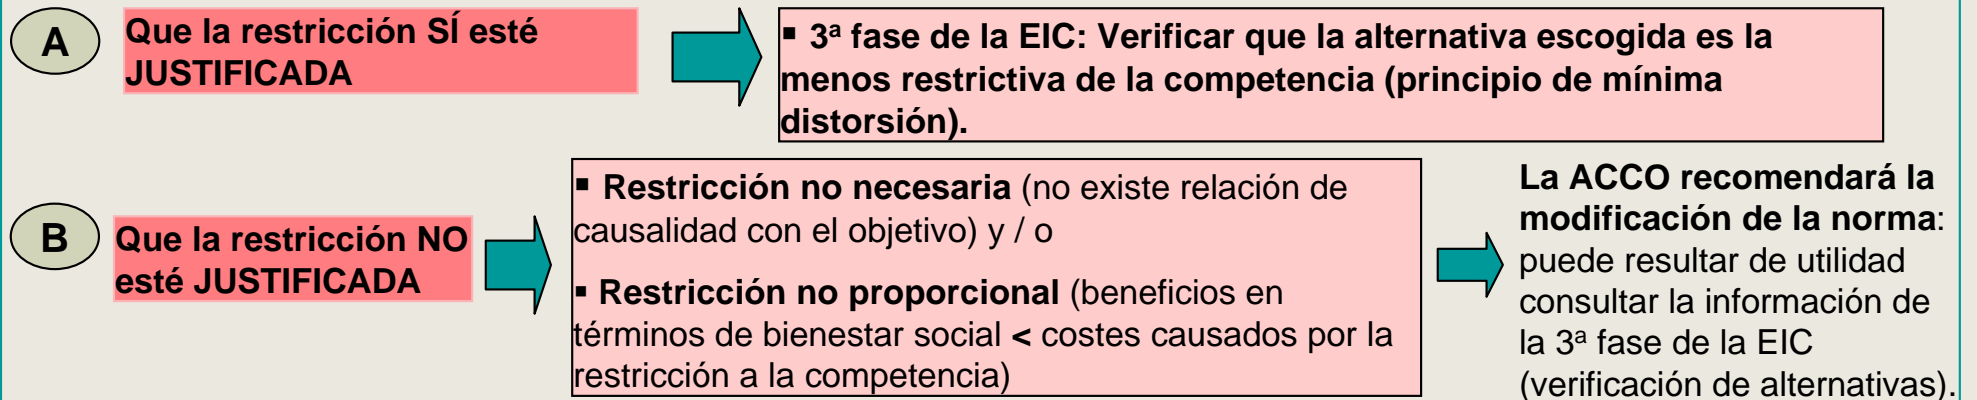 A
Que la restricción SÍ esté
JUSTIFICADA
▪ 3ª fase de la EIC: Verificar que la alternativa escogida es la
menos restrictiva de la competencia (principio de mínima
distorsión).
B
Que la restricción NO
esté JUSTIFICADA
▪ Restricción no necesaria (no existe relación de
causalidad con el objetivo) y / o
▪ Restricción no proporcional (beneficios en
términos de bienestar social < costes causados por la
restricción a la competencia)
La ACCO recomendará la
modificación de la norma:
puede resultar de utilidad
consultar la información de
la 3ª fase de la EIC
(verificación de alternativas).